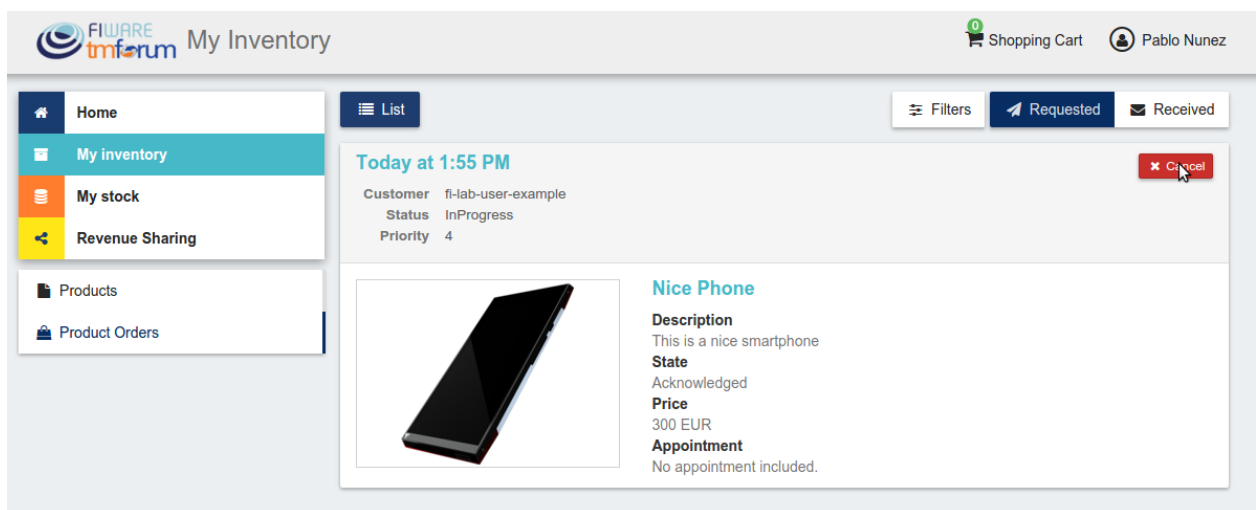 FIWARE
tmforum
My Inventory
0
Shopping Cart
Pablo Nunez
Home
My inventory
My stock
Revenue Sharing
Products
Product Orders
List
Filters
Requested
Received
Today at 1:55 PM
Cancel
Customer fi-lab-user-example
Status InProgress
Priority 4
Nice Phone
Description
This is a nice smartphone
State
Acknowledged
Price
300 EUR
Appointment
No appointment included.